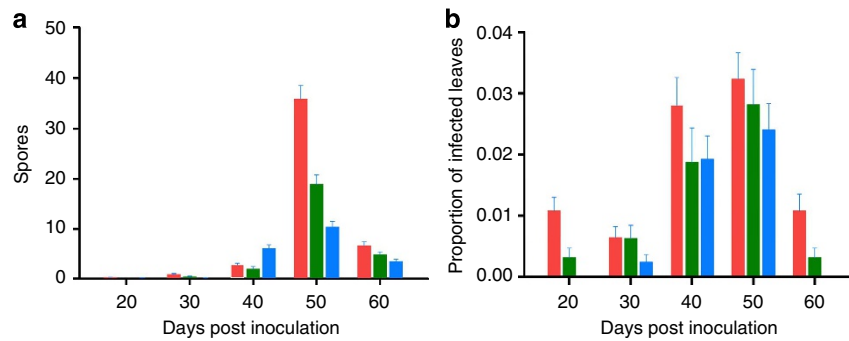 a
Spores
50
40
30
20
10
0
20 30 40 50 60
Days post inoculation
b
Proportion of infected leaves
0.04
0.03
0.02
0.01
0.00
20 30 40 50 60
Days post inoculation